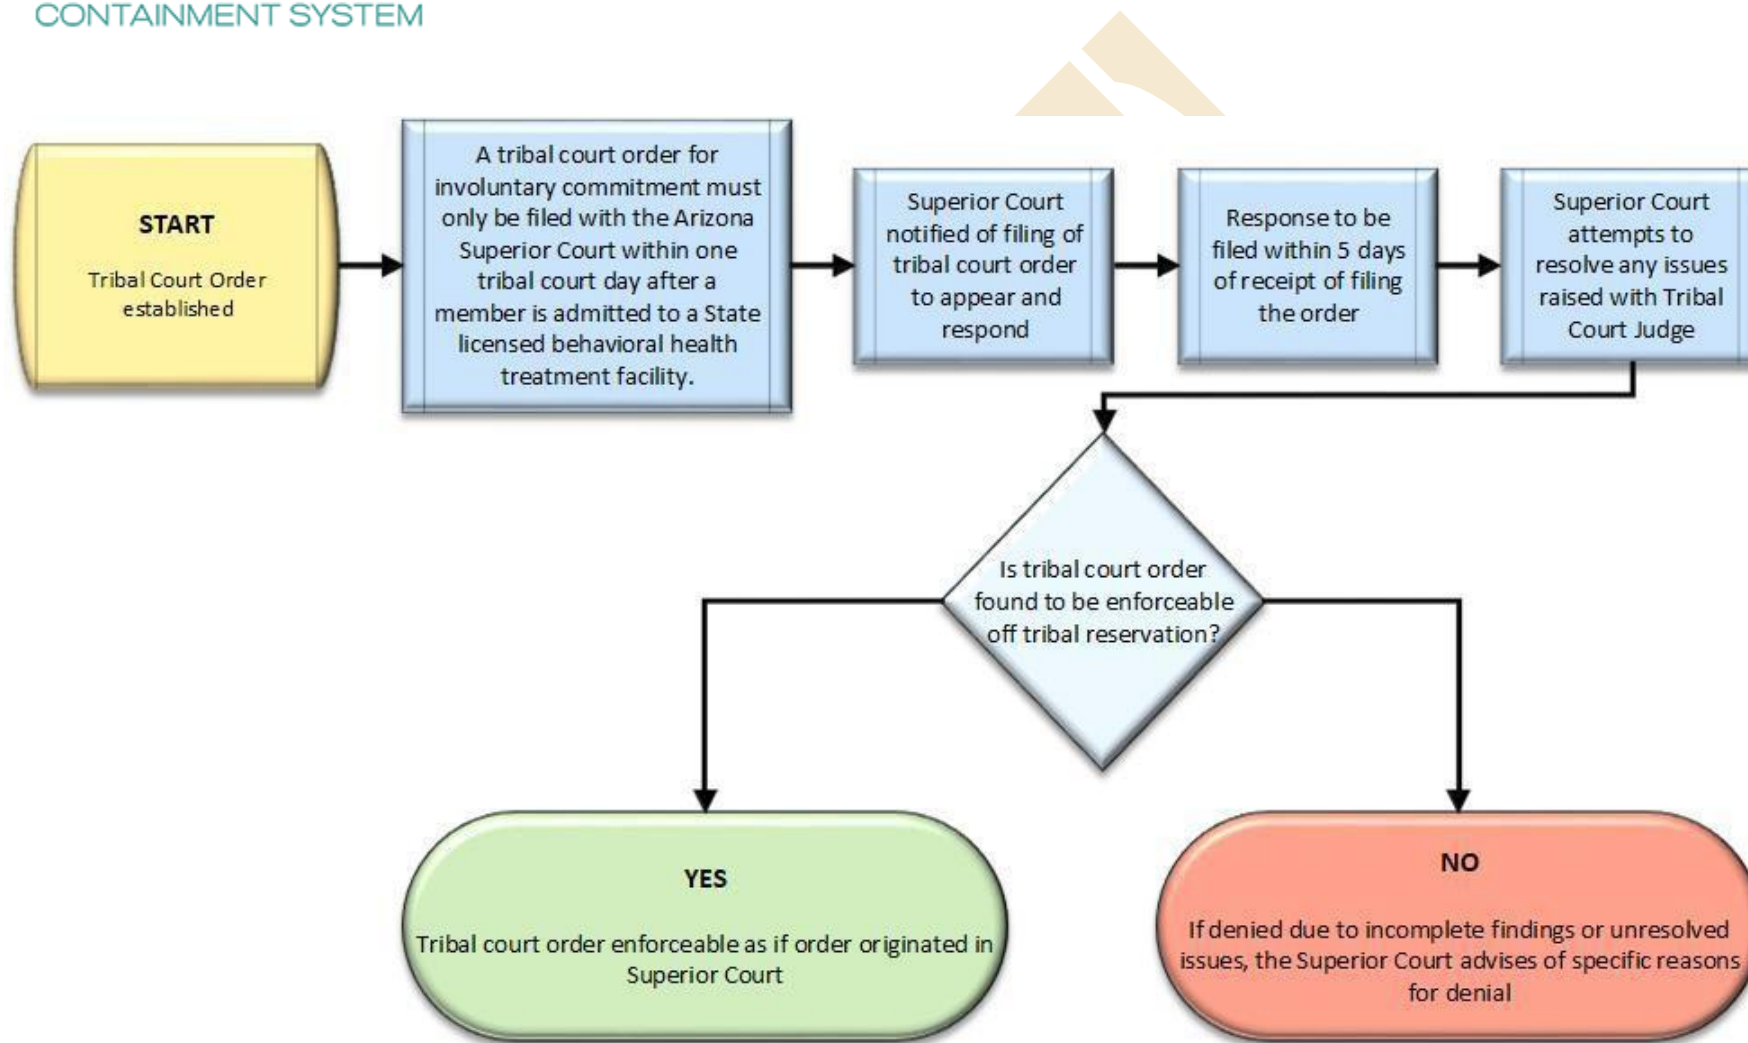 CONTAINMENT SYSTEM
START
Tribal Court Order
established
A tribal court order for
involuntary commitment must
only be filed with the Arizona
Superior Court within one
tribal court day after a
member is admitted to a State
licensed behavioral health
treatment facility.
Superior Court
notified of filing of
tribal court order
to appear and
respond
Response to be
filed within 5 days
of receipt of filing
the order
Superior Court
attempts to
resolve any issues
raised with Tribal
Court Judge
Is tribal court order
found to be enforceable
off tribal reservation?
YES
Tribal court order enforceable as if order originated in
Superior Court
NO
If denied due to incomplete findings or unresolved
issues, the Superior Court advises of specific reasons
for denial